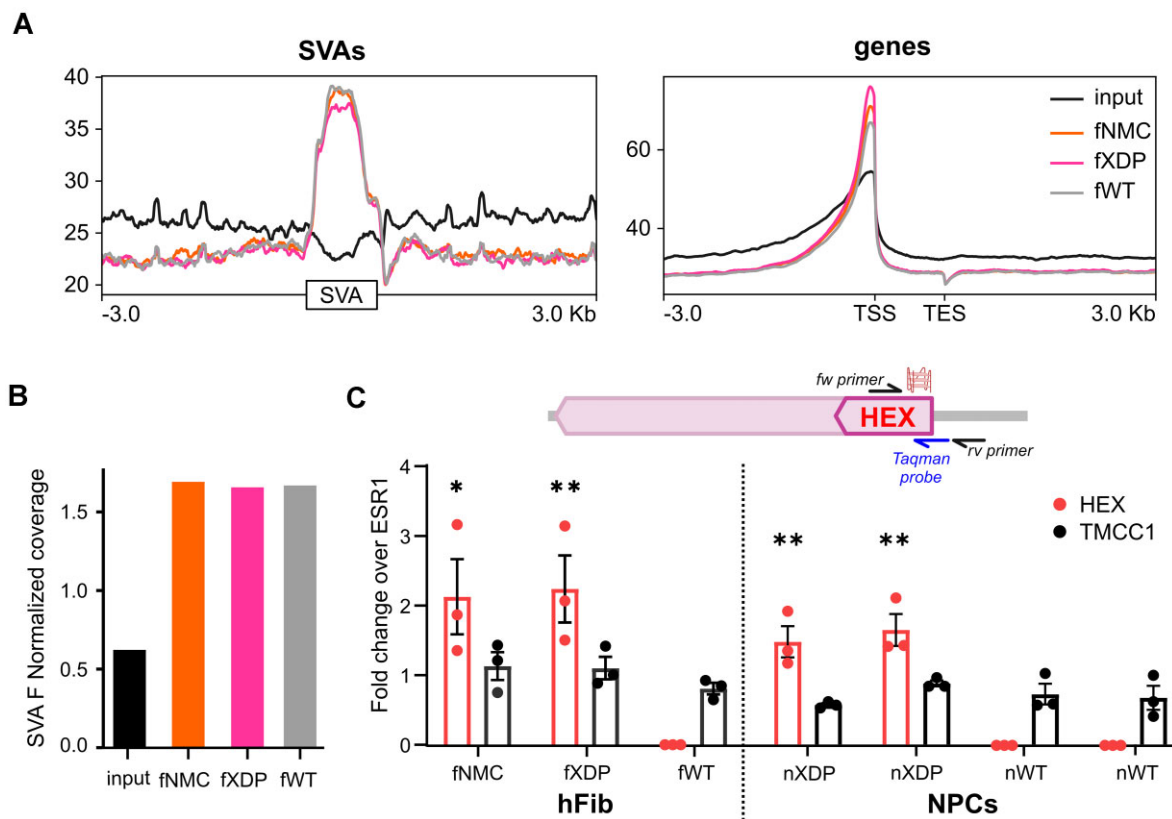 A
SVAs
40
35
30
25
20
SVA
-3.0
3.0 Kb
genes
60
40
input
fNMC
fXDP
fWT
-3.0
TSS
TES
3.0 Kb
B
SVA F Normalized coverage
1.5
1.0
0.5
0.0
input
fNMC
fXDP
fWT
C
fw primer
HEX
Taqman
probe
rv primer
Fold change over ESR1
4
3
2
1
0
*
**
**
**
HEX
TMCC1
fNMC
fXDP
fWT
nXDP
nXDP
nWT
nWT
hFib
NPCs